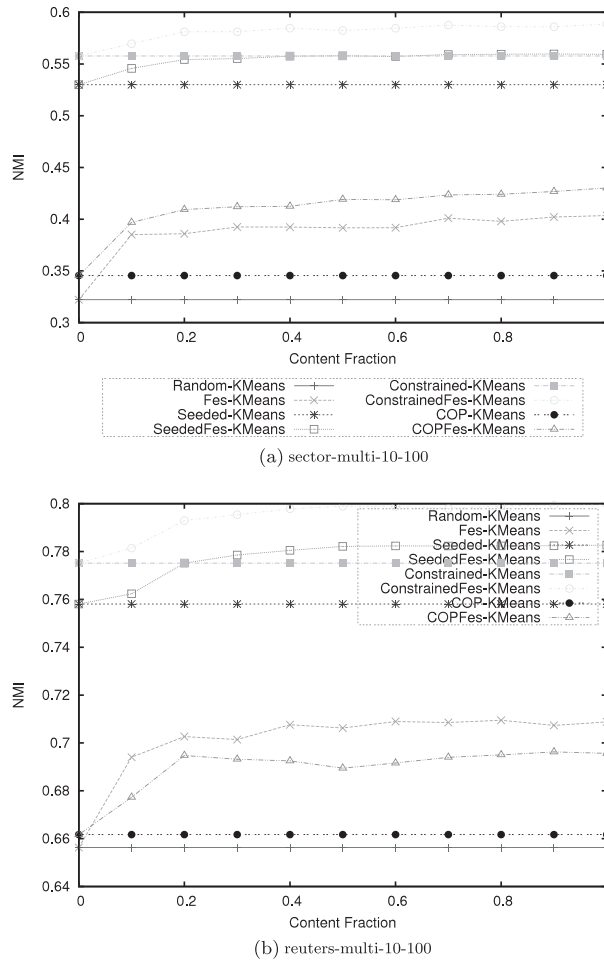 0.6
0.55
0.5
0.45
0.4
0.35
0.3
NMI
0 0.2 0.4 0.6 0.8
Content Fraction
Random-KMeans
Fes-KMeans
Seeded-KMeans
SeededFes-KMeans
Constrained-KMeans
ConstrainedFes-KMeans
COP-KMeans
COPFes-KMeans
(a) sector-multi-10-100
0.8
0.78
0.76
0.74
0.72
0.7
0.68
0.66
0.64
NMI
Random-KMeans
Fes-KMeans
Seeded-KMeans
SeededFes-KMeans
Constrained-KMeans
ConstrainedFes-KMeans
COP-KMeans
COPFes-KMeans
0 0.2 0.4 0.6 0.8
Content Fraction
(b) reuters-multi-10-100